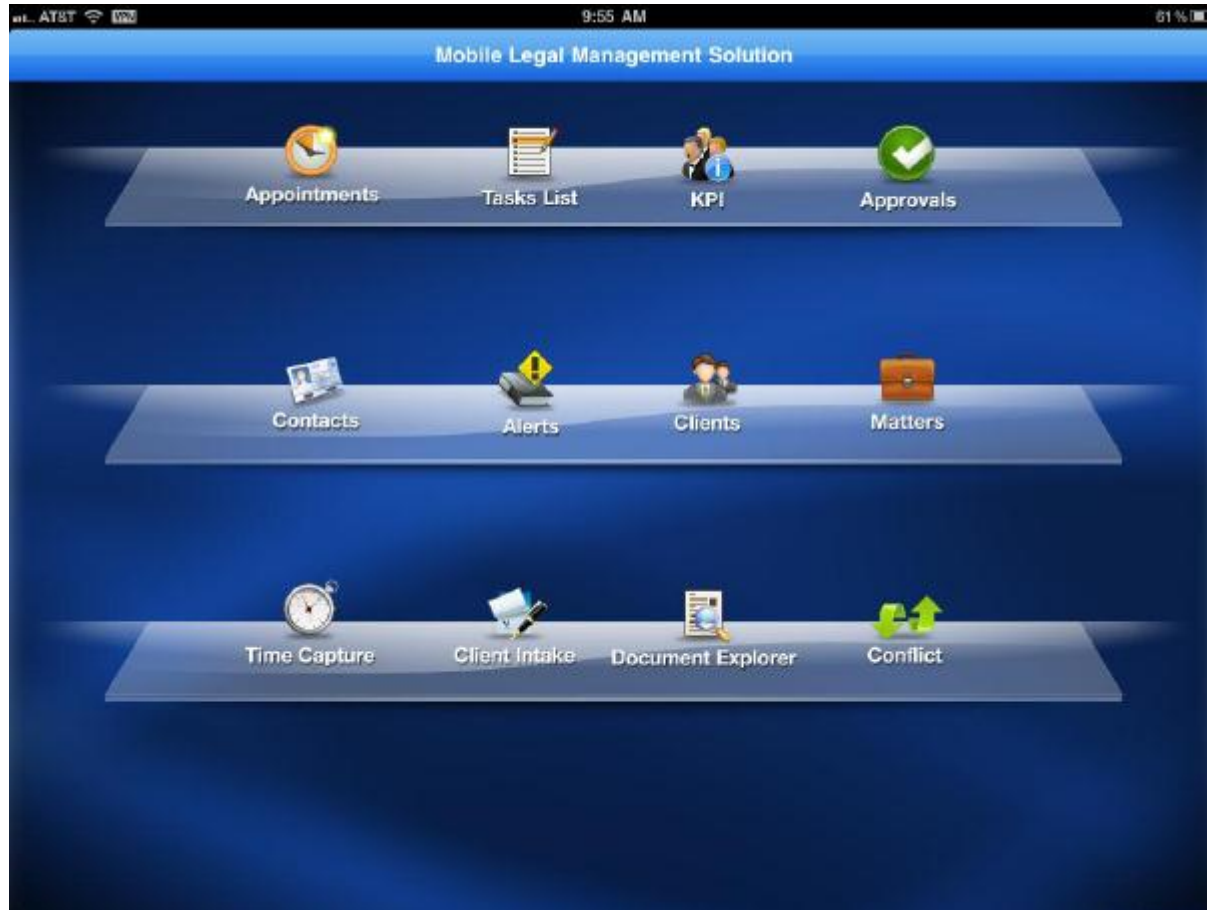 AT&T VPN 9:55 AM 61%
Mobile Legal Management Solution
Appointments Tasks List KPI Approvals
Contacts Alerts Clients Matters
Time Capture Client Intake Document Explorer Conflict